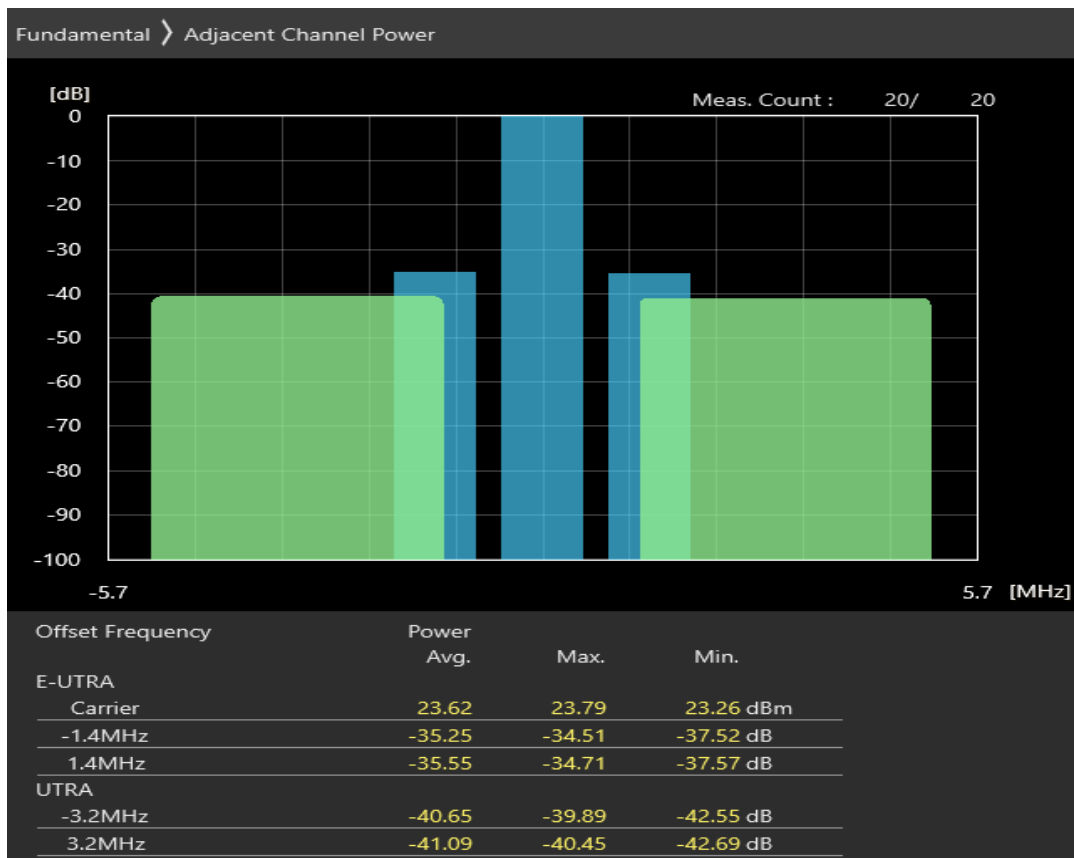 Fundamental 〉 Adjacent Channel Power
[dB]
Meas. Count : 20/ 20
0
-10
-20
-30
-40
-50
-60
-70
-80
-90
-100
-5.7 5.7 [MHz]
Offset Frequency Power
Avg. Max. Min.
E-UTRA
Carrier 23.62 23.79 23.26 dBm
-1.4MHz -35.25 -34.51 -37.52 dB
1.4MHz -35.55 -34.71 -37.57 dB
UTRA
-3.2MHz -40.65 -39.89 -42.55 dB
3.2MHz -41.09 -40.45 -42.69 dB